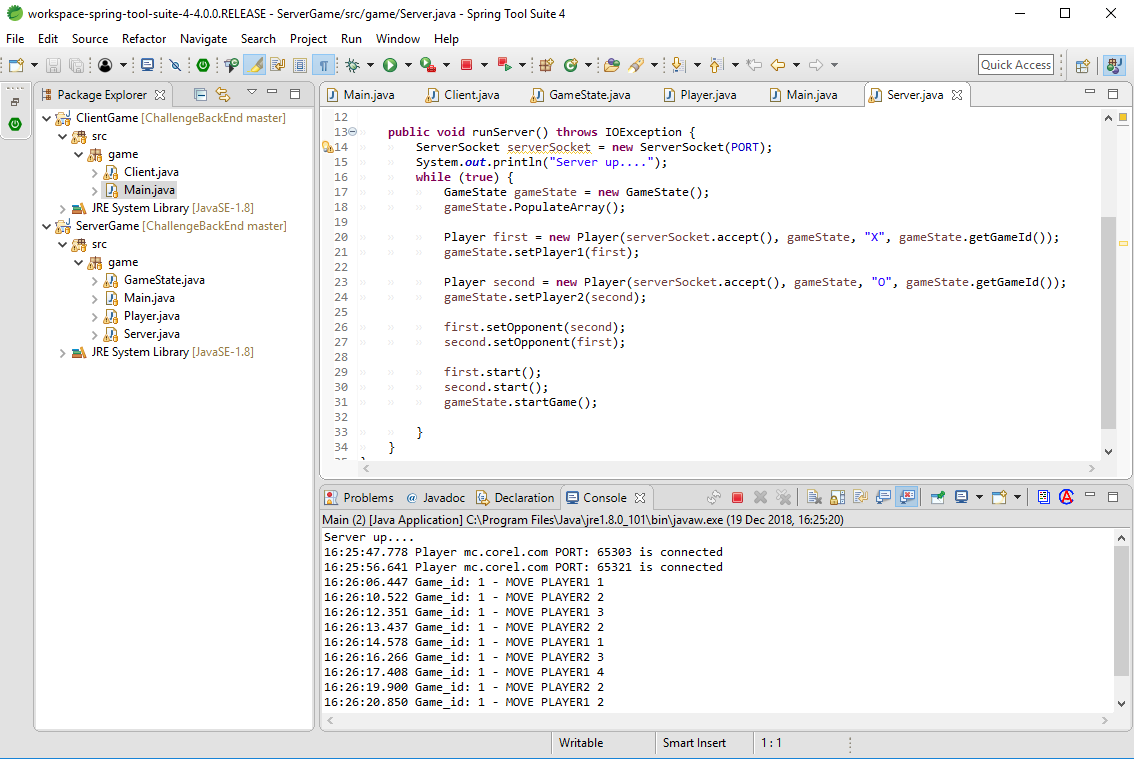 workspace-spring-tool-suite-4-4.0.0.RELEASE - ServerGame/src/game/Server.java - Spring Tool Suite 4
File Edit Source Refactor Navigate Search Project Run Window Help
Quick Access
Package Explorer
ClientGame [ChallengeBackEnd master]
src
game
Client.java
Main.java
JRE System Library [JavaSE-1.8]
ServerGame [ChallengeBackEnd master]
src
game
GameState.java
Main.java
Player.java
Server.java
JRE System Library [JavaSE-1.8]
Main.java Client.java GameState.java Player.java Main.java Server.java
12
13 public void runServer() throws IOException {
14 ServerSocket serverSocket = new ServerSocket(PORT);
15 System.out.println("Server up....");
16 while (true) {
17 GameState gameState = new GameState();
18 gameState.PopulateArray();
19
20 Player first = new Player(serverSocket.accept(), gameState, "X", gameState.getGameId());
21 gameState.setPlayer1(first);
22
23 Player second = new Player(serverSocket.accept(), gameState, "O", gameState.getGameId());
24 gameState.setPlayer2(second);
25
26 first.setOpponent(second);
27 second.setOpponent(first);
28
29 first.start();
30 second.start();
31 gameState.startGame();
32
33 }
34 }
Problems @ Javadoc Declaration Console
Main (2) [Java Application] C:\Program Files\Java\jre1.8.0_101\bin\javaw.exe (19 Dec 2018, 16:25:20)
Server up....
16:25:47.778 Player mc.corel.com PORT: 65303 is connected
16:25:56.641 Player mc.corel.com PORT: 65321 is connected
16:26:06.447 Game_id: 1 - MOVE PLAYER1 1
16:26:10.522 Game_id: 1 - MOVE PLAYER2 2
16:26:12.351 Game_id: 1 - MOVE PLAYER1 3
16:26:13.437 Game_id: 1 - MOVE PLAYER2 2
16:26:14.578 Game_id: 1 - MOVE PLAYER1 1
16:26:16.266 Game_id: 1 - MOVE PLAYER2 3
16:26:17.408 Game_id: 1 - MOVE PLAYER1 4
16:26:19.900 Game_id: 1 - MOVE PLAYER2 2
16:26:20.850 Game_id: 1 - MOVE PLAYER1 2
Writable Smart Insert 1 : 1